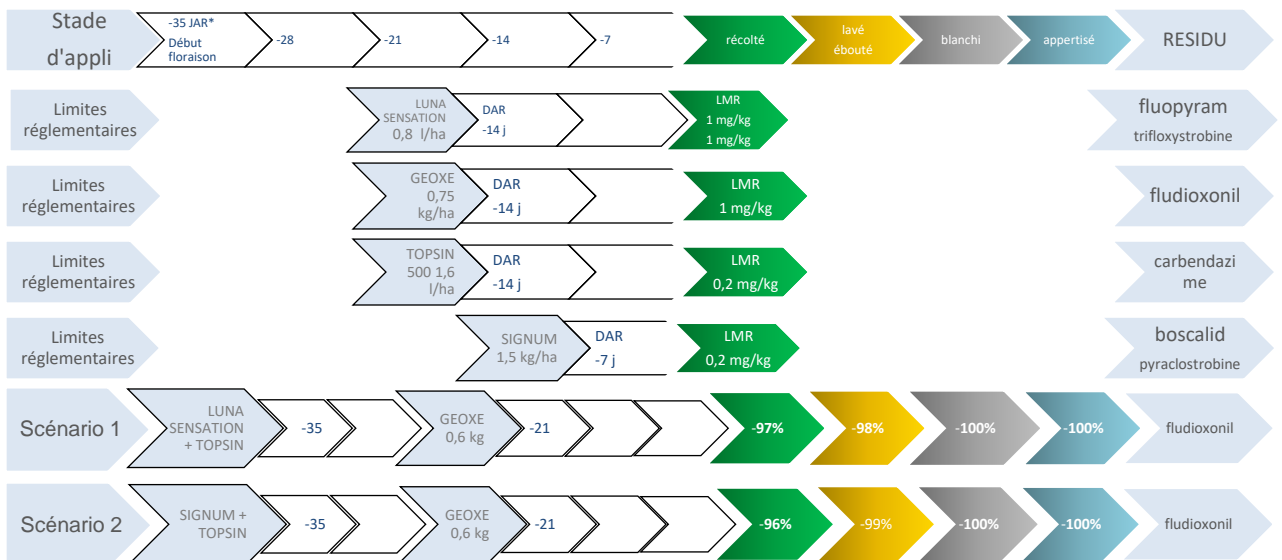 Stade
d'appli
-35 JAR*
Début
floraison
-28
-21
-14
-7
récolté
lavé
ébouté
blanchi
appertisé
RESIDU
Limites
réglementaires
LUNA
SENSATION
0,8 l/ha
DAR
-14 j
LMR
1 mg/kg
1 mg/kg
fluopyram
trifloxystrobine
Limites
réglementaires
GEOXE
0,75
kg/ha
DAR
-14 j
LMR
1 mg/kg
fludioxonil
Limites
réglementaires
TOPSIN
500 1,6
l/ha
DAR
-14 j
LMR
0,2 mg/kg
carbendazi
me
Limites
réglementaires
SIGNUM
1,5 kg/ha
DAR
-7 j
LMR
0,2 mg/kg
boscalid
pyraclostrobine
Scénario 1
LUNA
SENSATION
+ TOPSIN
-35
GEOXE
0,6 kg
-21
-97%
-98%
-100%
-100%
fludioxonil
Scénario 2
SIGNUM +
TOPSIN
-35
GEOXE
0,6 kg
-21
-96%
-99%
-100%
-100%
fludioxonil